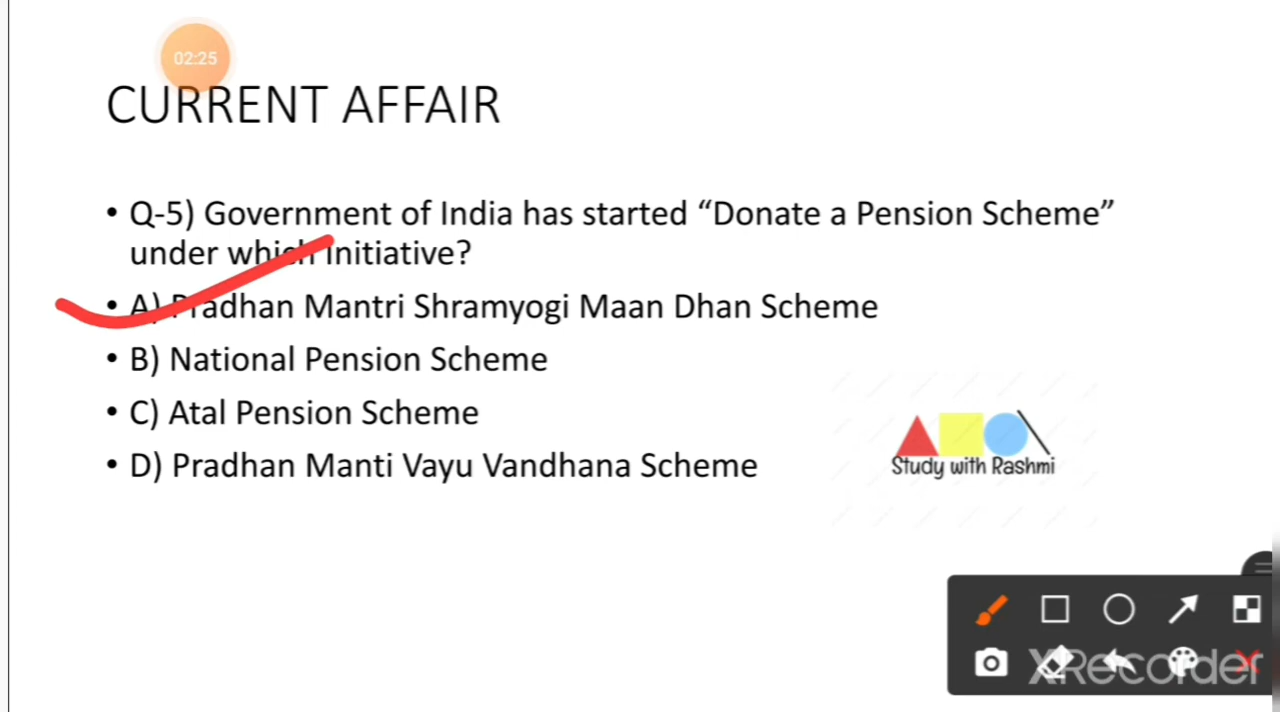 02:25
CURRENT AFFAIR
• Q-5) Government of India has started “Donate a Pension Scheme”
under which Initiative?
• A) Pradhan Mantri Shramyogi Maan Dhan Scheme
• B) National Pension Scheme
• C) Atal Pension Scheme
• D) Pradhan Manti Vayu Vandhana Scheme
Study with Rashmi
XRecorder